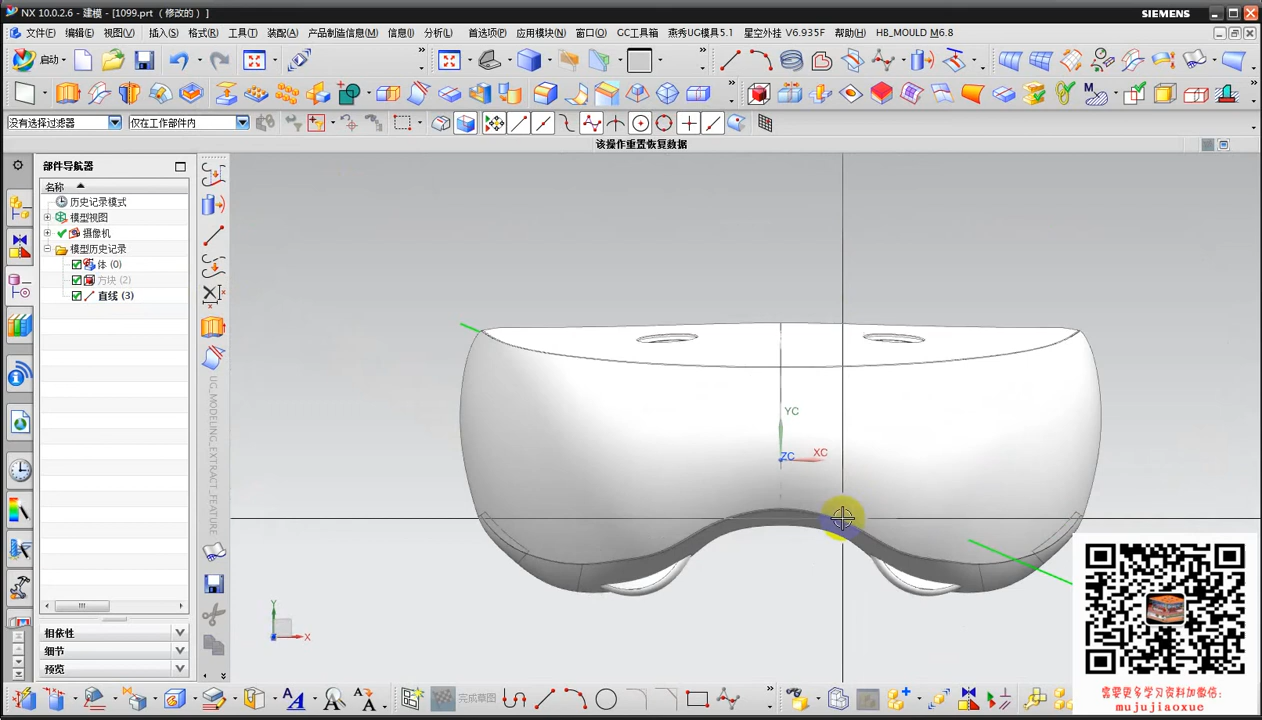 NX 10.0.2.6 - 建模 - [1099.prt （修改的）]
SIEMENS
文件(F) 编辑(E) 视图(V) 插入(S) 格式(R) 工具(T) 装配(A) 产品制造信息(M) 信息(I) 分析(L) 首选项(P) 应用模块(N) 窗口(O) GC工具箱 燕秀UG模具5.1 星空外挂 V6.935F 帮助(H) HB_MOULD M6.8
启动
没有选择过滤器 仅在工作部件内
该操作重置恢复数据
部件导航器
名称
历史记录模式
模型视图
摄像机
模型历史记录
体 (0)
方块 (2)
直线 (3)
UG_MODELING_EXTRACT_FEATURE
YC
XC
ZC
Y
X
相依性
细节
预览
完成草图
需要更多学习资料加微信:
mujujiaoxue